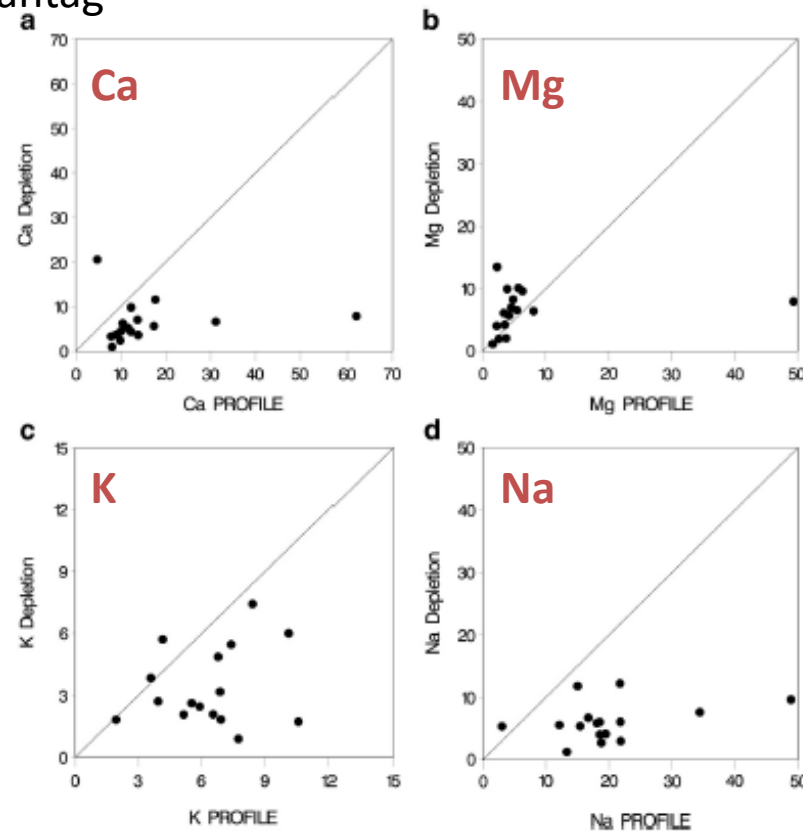 a
70
60
50
40
30
20
10
0
Ca
Ca Depletion
0 10 20 30 40 50 60 70
Ca PROFILE
b
50
40
30
20
10
0
Mg
Mg Depletion
0 10 20 30 40 50
Mg PROFILE
c
15
12
9
6
3
0
K
K Depletion
0 3 6 9 12 15
K PROFILE
d
50
40
30
20
10
0
Na
Na Depletion
0 10 20 30 40 50
Na PROFILE